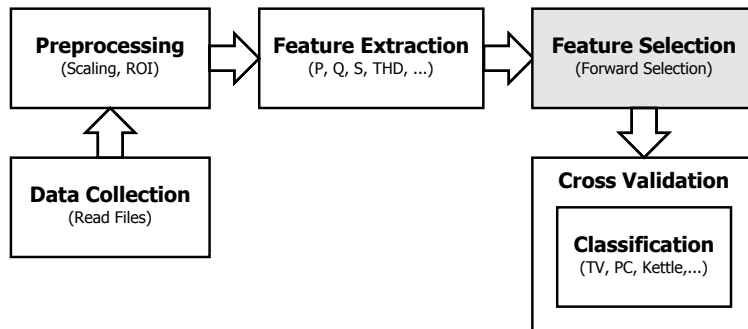 Preprocessing
(Scaling, ROI)
Feature Extraction
(P, Q, S, THD, ...)
Feature Selection
(Forward Selection)
Data Collection
(Read Files)
Cross Validation
Classification
(TV, PC, Kettle,...)